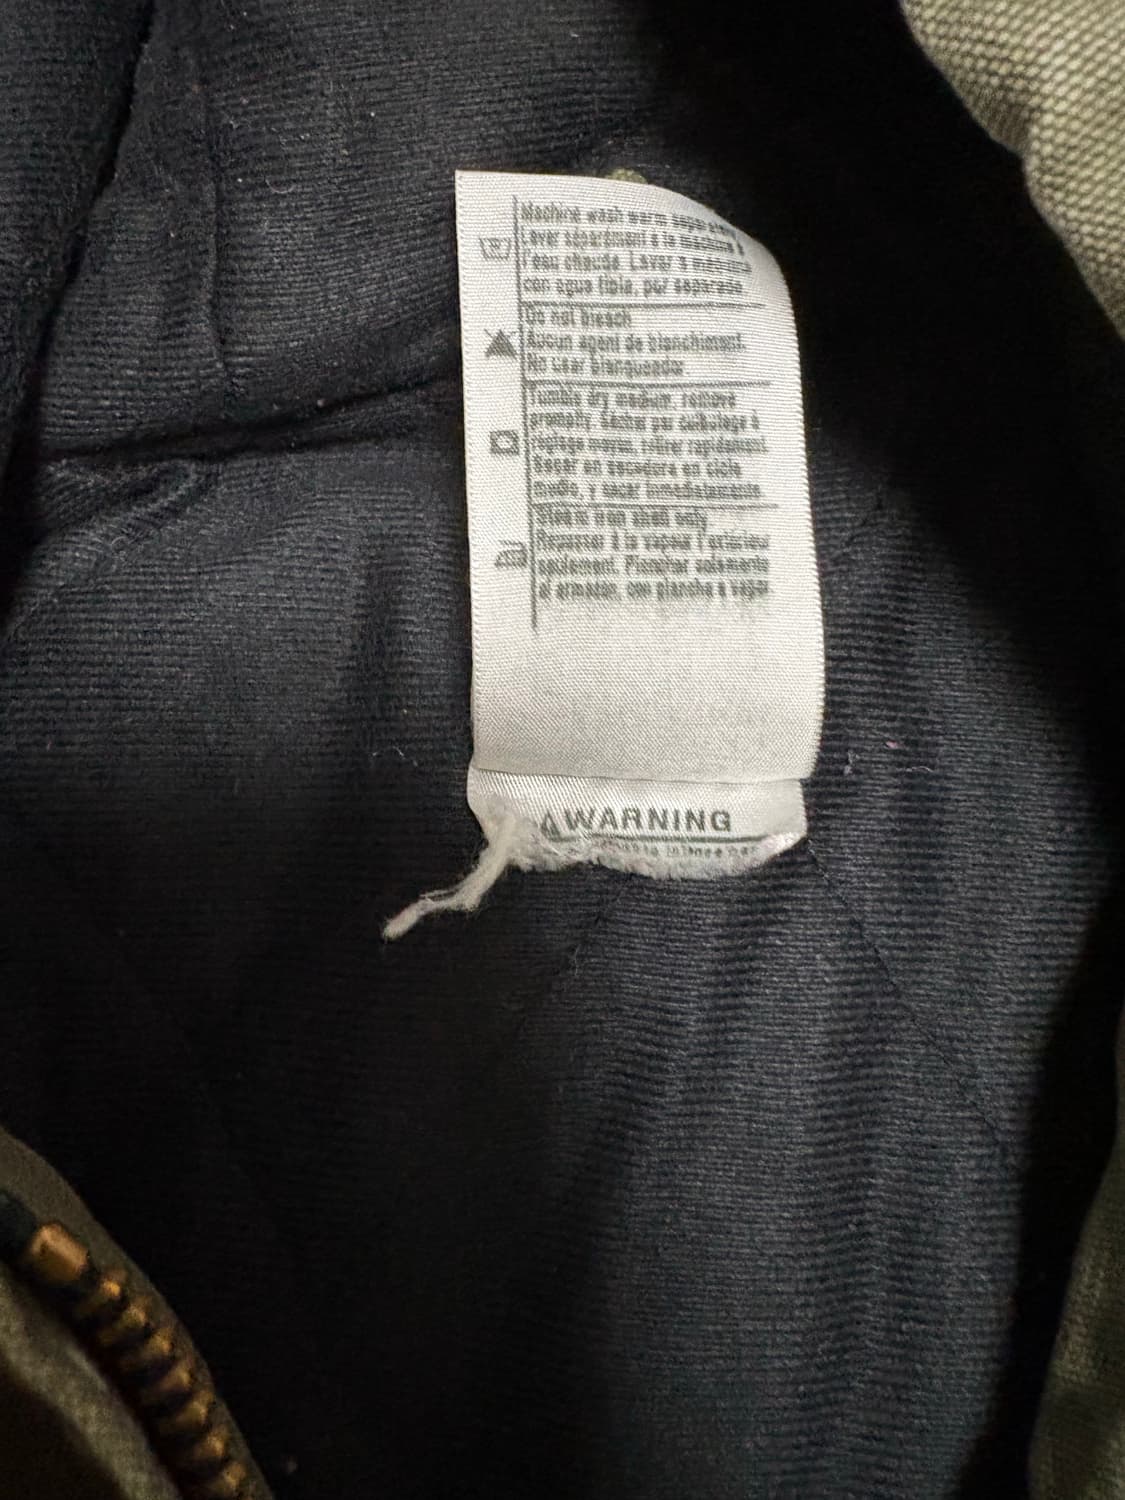 Machine wash warm separately
Laver séparément à la machine à
l'eau chaude. Lavar a máquina
con agua tibia, por separado.
Do not bleach
Aucun agent de blanchiment.
No usar blanqueador.
Tumble dry medium, remove
promptly. Sécher par culbutage à
réglage moyen, retirer rapidement.
Secar en secadora en ciclo
medio, y sacar inmediatamente.
Steam iron shell only
Repasser à la vapeur l'extérieur
seulement. Planchar solamente
el armazón, con plancha a vapor.
WARNING